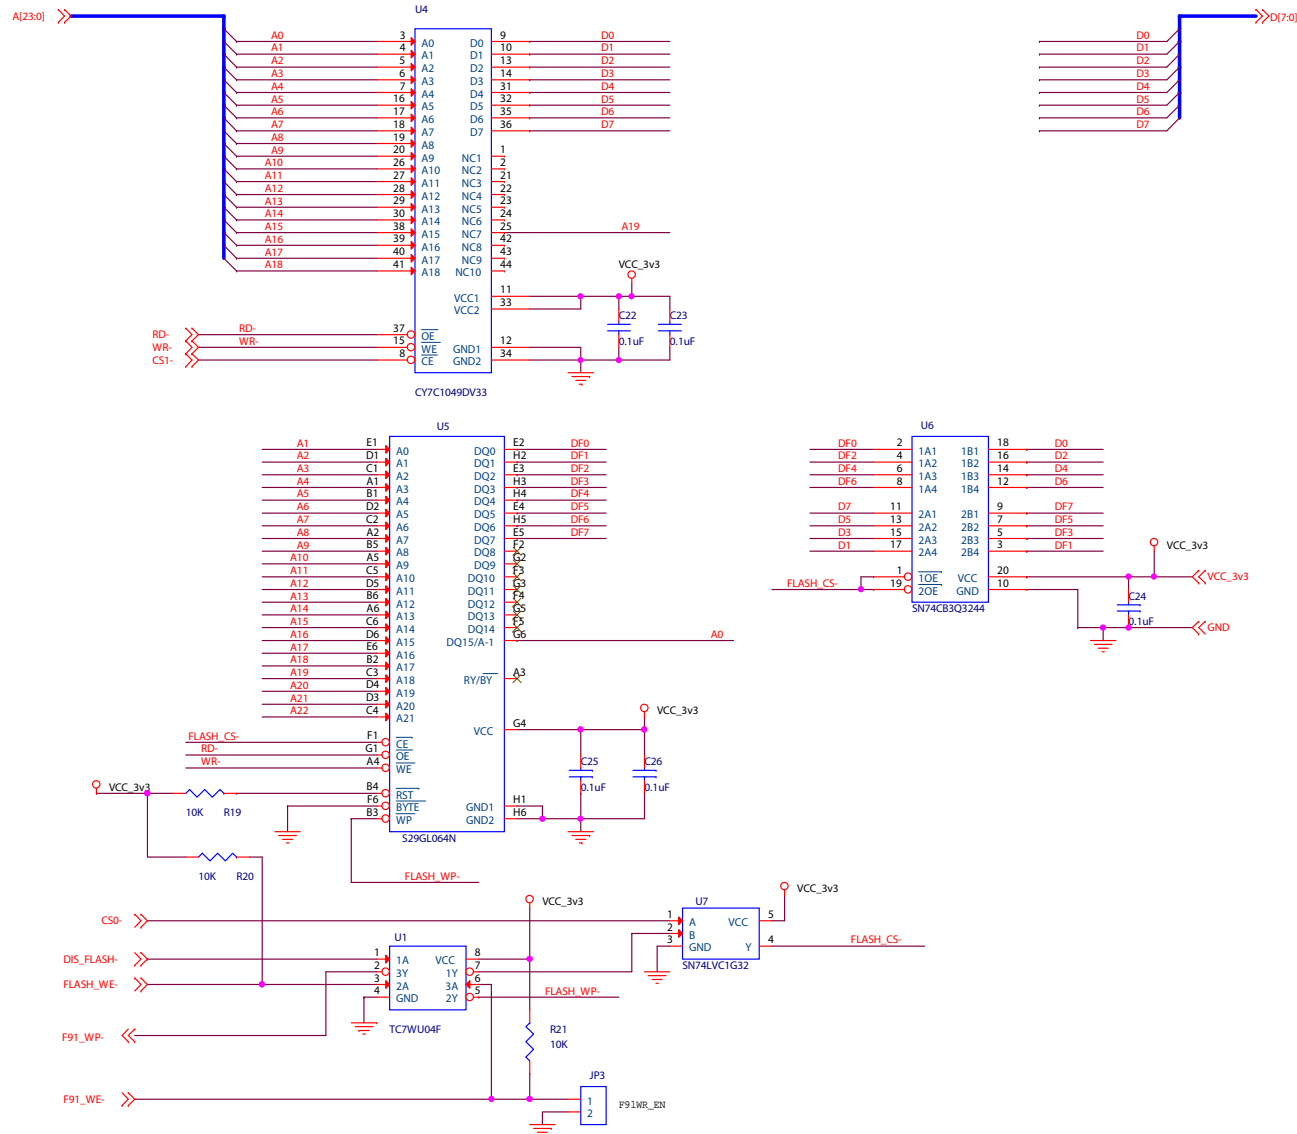 A[23:0] U4 D[7:0]
A0 3 A0 D0 9 D0 D0
A1 4 A1 D1 10 D1 D1
A2 5 A2 D2 13 D2 D2
A3 6 A3 D3 14 D3 D3
A4 7 A4 D4 31 D4 D4
A5 16 A5 D5 32 D5 D5
A6 17 A6 D6 35 D6 D6
A7 18 A7 D7 36 D7 D7
A8 19 A8
A9 20 A9 NC1 1
A10 26 A10 NC2 2
A11 27 A11 NC3 21
A12 28 A12 NC4 22
A13 29 A13 NC5 23
A14 30 A14 NC6 24
A15 38 A15 NC7 25 A19
A16 39 A16 NC8 42
A17 40 A17 NC9 43
A18 41 A18 NC10 44
VCC_3v3
VCC1 11
VCC2 33
C22 C23
RD- RD- 37 OE 0.1uF 0.1uF
WR- WR- 15 WE GND1 12
CS1- 8 CE GND2 34
CY7C1049DV33
U5 U6
A1 E1 A0 DQ0 E2 DF0 DF0 2 1A1 1B1 18 D0
A2 D1 A1 DQ1 H2 DF1 DF2 4 1A2 1B2 16 D2
A3 C1 A2 DQ2 E3 DF2 DF4 6 1A3 1B3 14 D4
A4 A1 A3 DQ3 H3 DF3 DF6 8 1A4 1B4 12 D6
A5 B1 A4 DQ4 H4 DF4
A6 D2 A5 DQ5 E4 DF5 D7 11 2A1 2B1 9 DF7
A7 C2 A6 DQ6 H5 DF6 D5 13 2A2 2B2 7 DF5
A8 A2 A7 DQ7 E5 DF7 D3 15 2A3 2B3 5 DF3
A9 B5 A8 DQ8 F2 D1 17 2A4 2B4 3 DF1
VCC_3v3
A10 A5 A9 DQ9 G2
A11 C5 A10 DQ10 F3 1 1OE VCC 20 VCC_3v3
A12 D5 A11 DQ11 G3 FLASH_CS- 19 2OE GND 10
A13 B6 A12 DQ12 F4 SN74CB3Q3244 C24
A14 A6 A13 DQ13 G5 0.1uF
A15 C6 A14 DQ14 F5 GND
A16 D6 A15 DQ15/A-1 G6 A0
A17 E6 A16
A18 B2 A17
A19 C3 A18 RY/BY A3
A20 D4 A19
A21 D3 A20
A22 C4 A21 VCC_3v3
VCC G4
FLASH_CS- F1 CE
RD- G1 OE
WR- A4 WE C25 C26
VCC_3v3 B4 RST 0.1uF 0.1uF
10K R19 F6 BYTE GND1 H1
B3 WP GND2 H6
S29GL064N
10K R20 FLASH_WP-
VCC_3v3
VCC_3v3 U7
CS0- 1 A VCC 5
2 B
U1 3 GND Y 4 FLASH_CS-
DIS_FLASH- 1 1A VCC 8 SN74LVC1G32
2 3Y 1Y 7
FLASH_WE- 3 2A 3A 6
4 GND 2Y 5 FLASH_WP-
TC7WU04F R21
F91_WP- 10K
JP3
F91_WE- 1 F91WR_EN
2